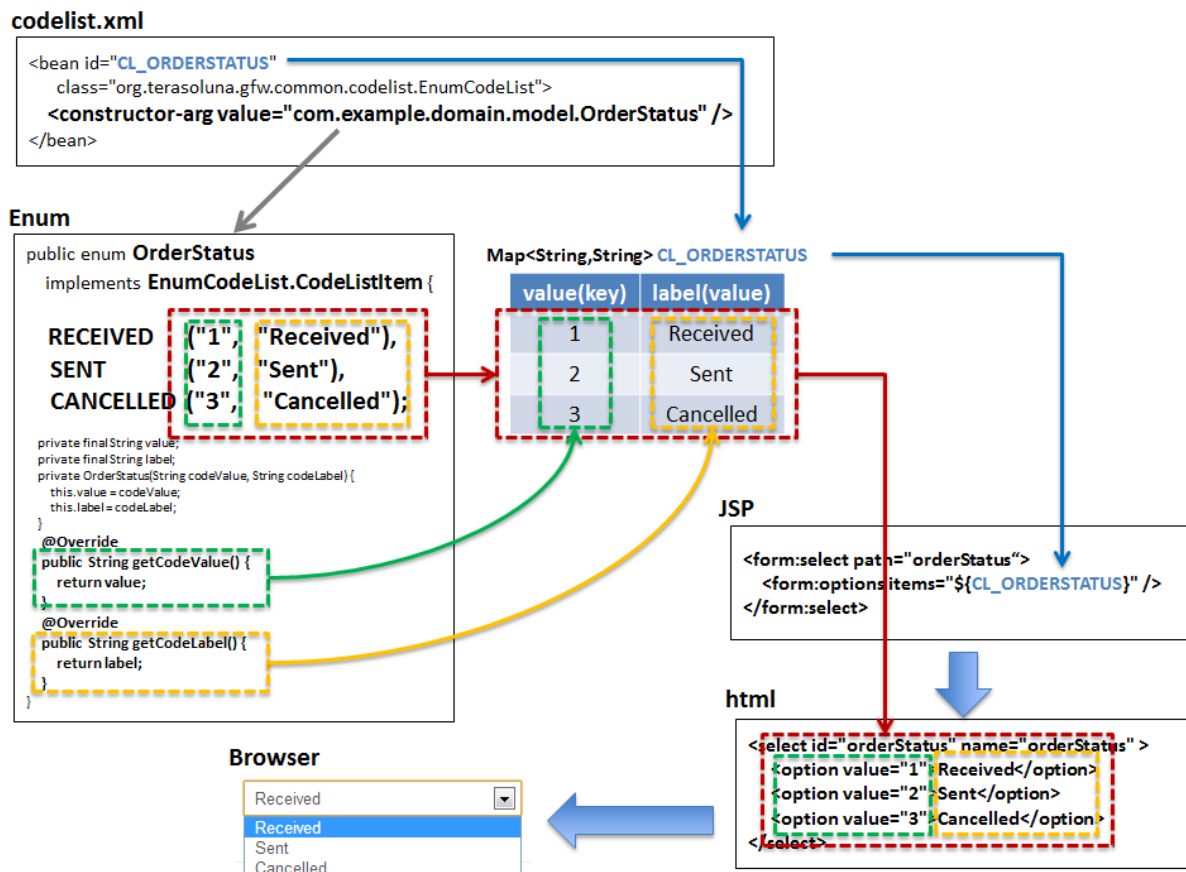 codelist.xml
<bean id="CL_ORDERSTATUS"
class="org.terasoluna.gfw.common.codelist.EnumCodeList">
<constructor-arg value="com.example.domain.model.OrderStatus" />
</bean>
Enum
public enum OrderStatus
implements EnumCodeList.CodeListItem {
RECEIVED ("1", "Received"),
SENT ("2", "Sent"),
CANCELLED ("3", "Cancelled");
private final String value;
private final String label;
private OrderStatus(String codeValue, String codeLabel) {
this.value = codeValue;
this.label = codeLabel;
}
@Override
public String getCodeValue() {
return value;
}
@Override
public String getCodeLabel() {
return label;
}
}
Map<String,String> CL_ORDERSTATUS
value(key) label(value)
1 Received
2 Sent
3 Cancelled
JSP
<form:select path="orderStatus“>
<form:options items="${CL_ORDERSTATUS}" />
</form:select>
html
<select id="orderStatus" name="orderStatus" >
<option value="1">Received</option>
<option value="2">Sent</option>
<option value="3">Cancelled</option>
</select>
Browser
Received
Received
Sent
Cancelled